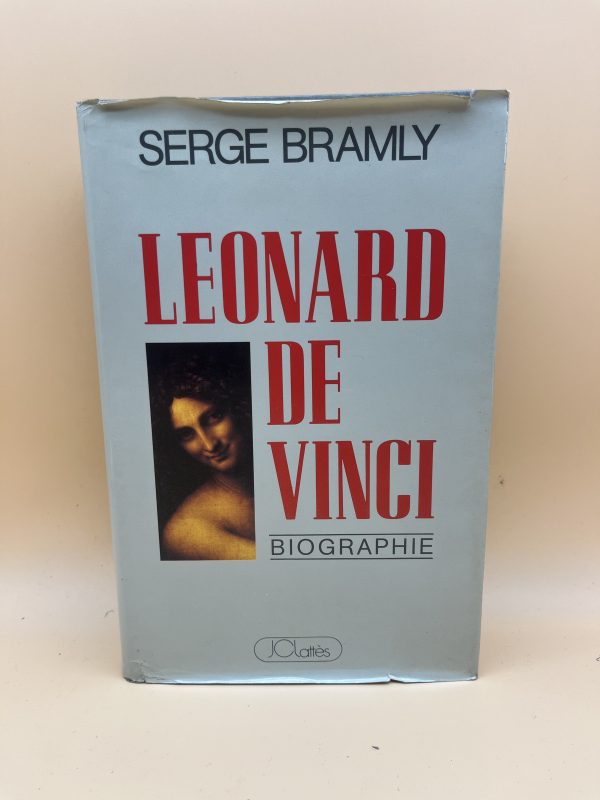 SERGE BRAMLY
LEONARD
DE
VINCI
BIOGRAPHIE
JCLattès